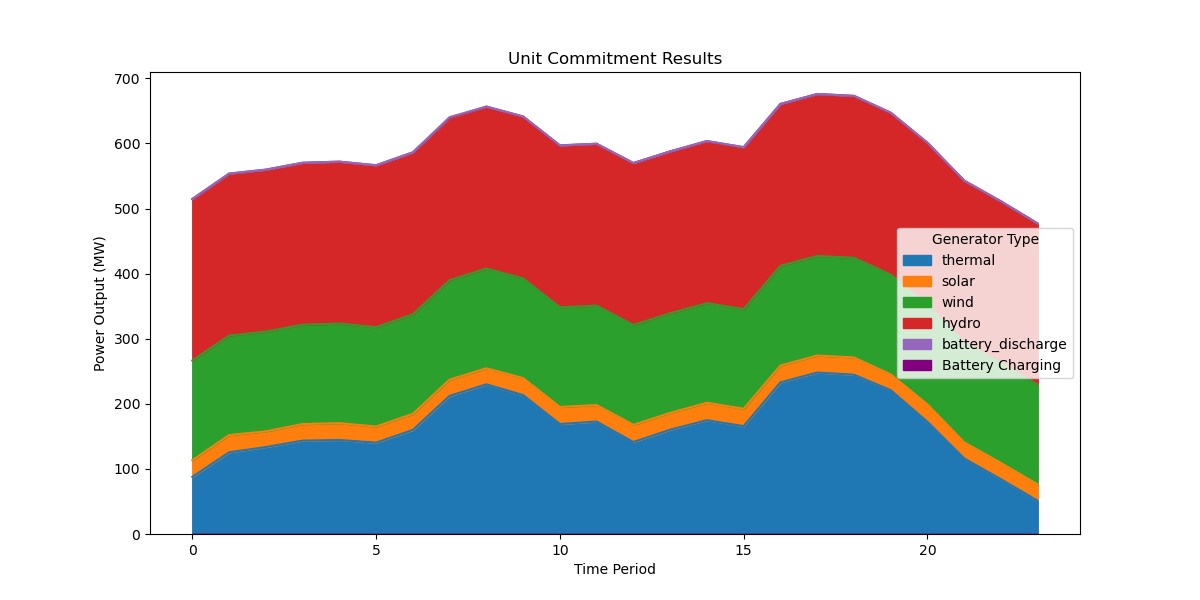 Unit Commitment Results
700
600
500
400
300
200
100
0
Power Output (MW)
0 5 10 15 20
Time Period
Generator Type
thermal
solar
wind
hydro
battery_discharge
Battery Charging